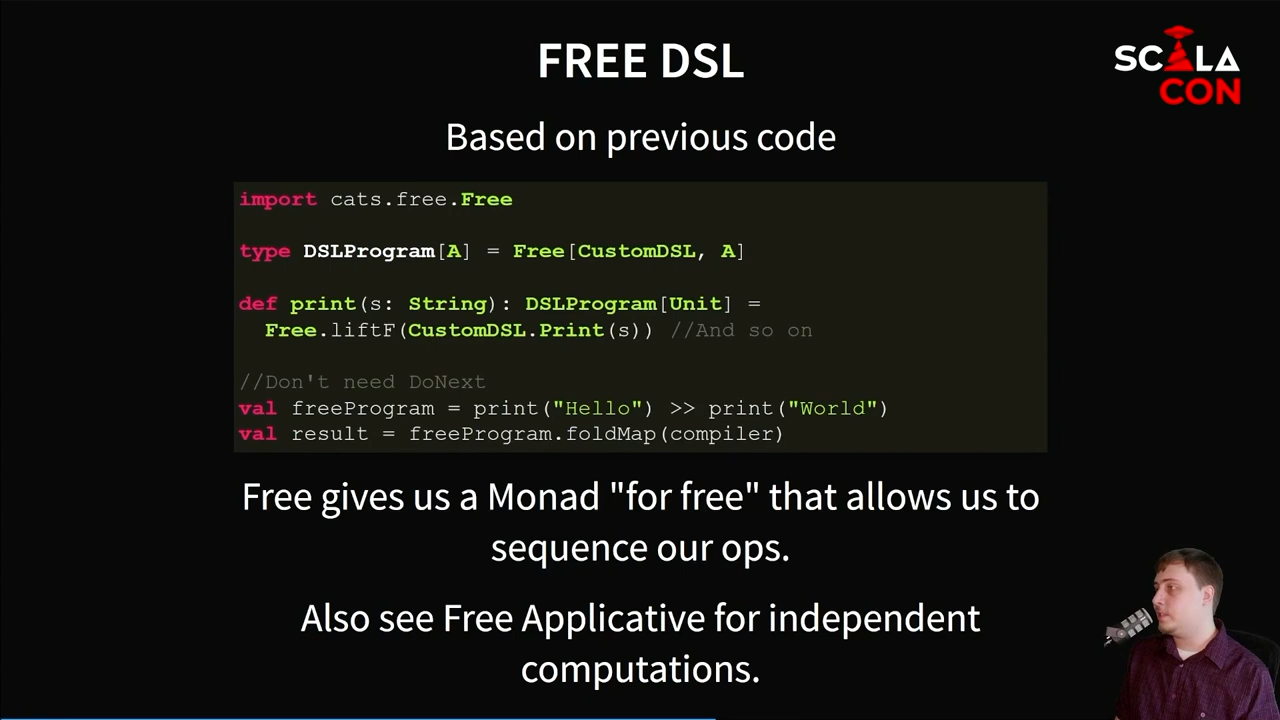 FREE DSL
SCALA
CON
Based on previous code
import cats.free.Free
type DSLProgram[A] = Free[CustomDSL, A]
def print(s: String): DSLProgram[Unit] =
  Free.liftF(CustomDSL.Print(s)) //And so on
//Don't need DoNext
val freeProgram = print("Hello") >> print("World")
val result = freeProgram.foldMap(compiler)
Free gives us a Monad "for free" that allows us to
sequence our ops.
Also see Free Applicative for independent
computations.